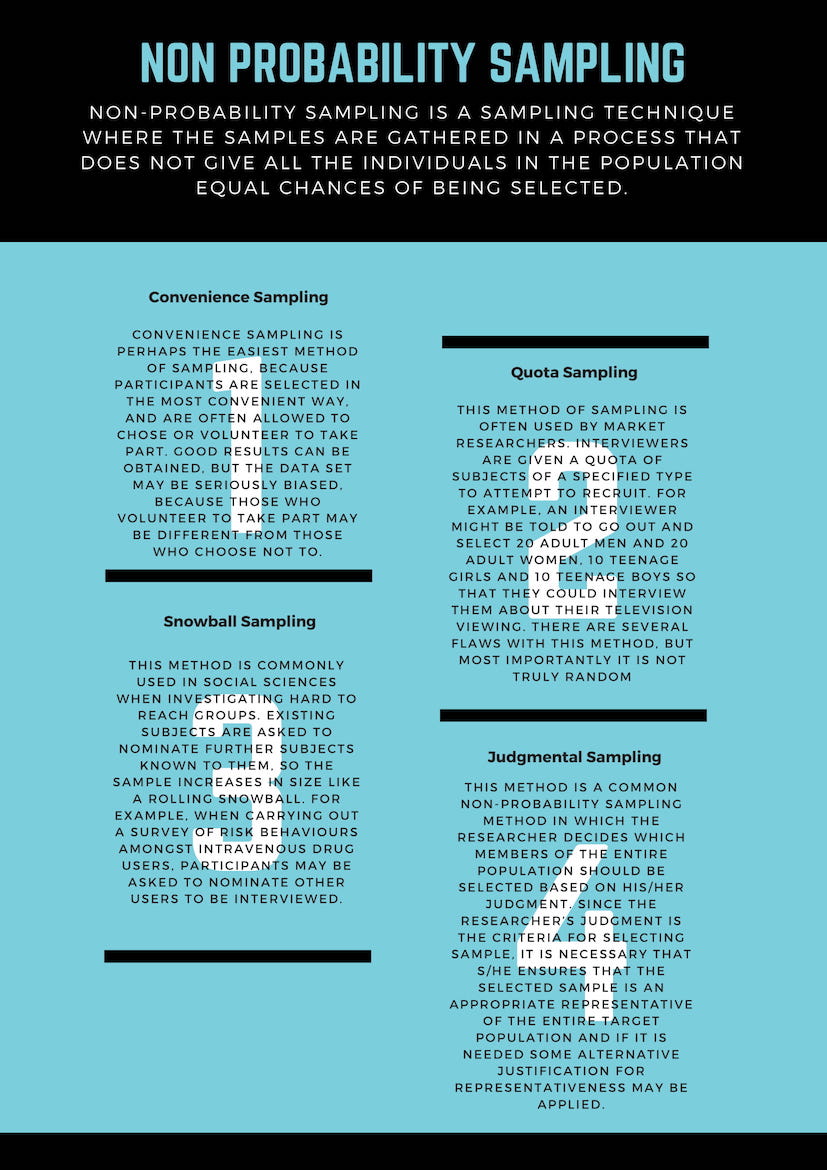 NON PROBABILITY SAMPLING
NON-PROBABILITY SAMPLING IS A SAMPLING TECHNIQUE
WHERE THE SAMPLES ARE GATHERED IN A PROCESS THAT
DOES NOT GIVE ALL THE INDIVIDUALS IN THE POPULATION
EQUAL CHANCES OF BEING SELECTED.
1
Convenience Sampling
CONVENIENCE SAMPLING IS
PERHAPS THE EASIEST METHOD
OF SAMPLING, BECAUSE
PARTICIPANTS ARE SELECTED IN
THE MOST CONVENIENT WAY,
AND ARE OFTEN ALLOWED TO
CHOSE OR VOLUNTEER TO TAKE
PART. GOOD RESULTS CAN BE
OBTAINED, BUT THE DATA SET
MAY BE SERIOUSLY BIASED,
BECAUSE THOSE WHO
VOLUNTEER TO TAKE PART MAY
BE DIFFERENT FROM THOSE
WHO CHOOSE NOT TO.
2
Quota Sampling
THIS METHOD OF SAMPLING IS
OFTEN USED BY MARKET
RESEARCHERS. INTERVIEWERS
ARE GIVEN A QUOTA OF
SUBJECTS OF A SPECIFIED TYPE
TO ATTEMPT TO RECRUIT. FOR
EXAMPLE, AN INTERVIEWER
MIGHT BE TOLD TO GO OUT AND
SELECT 20 ADULT MEN AND 20
ADULT WOMEN, 10 TEENAGE
GIRLS AND 10 TEENAGE BOYS SO
THAT THEY COULD INTERVIEW
THEM ABOUT THEIR TELEVISION
VIEWING. THERE ARE SEVERAL
FLAWS WITH THIS METHOD, BUT
MOST IMPORTANTLY IT IS NOT
TRULY RANDOM
3
Snowball Sampling
THIS METHOD IS COMMONLY
USED IN SOCIAL SCIENCES
WHEN INVESTIGATING HARD TO
REACH GROUPS. EXISTING
SUBJECTS ARE ASKED TO
NOMINATE FURTHER SUBJECTS
KNOWN TO THEM, SO THE
SAMPLE INCREASES IN SIZE LIKE
A ROLLING SNOWBALL. FOR
EXAMPLE, WHEN CARRYING OUT
A SURVEY OF RISK BEHAVIOURS
AMONGST INTRAVENOUS DRUG
USERS, PARTICIPANTS MAY BE
ASKED TO NOMINATE OTHER
USERS TO BE INTERVIEWED.
4
Judgmental Sampling
THIS METHOD IS A COMMON
NON-PROBABILITY SAMPLING
METHOD IN WHICH THE
RESEARCHER DECIDES WHICH
MEMBERS OF THE ENTIRE
POPULATION SHOULD BE
SELECTED BASED ON HIS/HER
JUDGMENT. SINCE THE
RESEARCHER'S JUDGMENT IS
THE CRITERIA FOR SELECTING
SAMPLE, IT IS NECESSARY THAT
S/HE ENSURES THAT THE
SELECTED SAMPLE IS AN
APPROPRIATE REPRESENTATIVE
OF THE ENTIRE TARGET
POPULATION AND IF IT IS
NEEDED SOME ALTERNATIVE
JUSTIFICATION FOR
REPRESENTATIVENESS MAY BE
APPLIED.